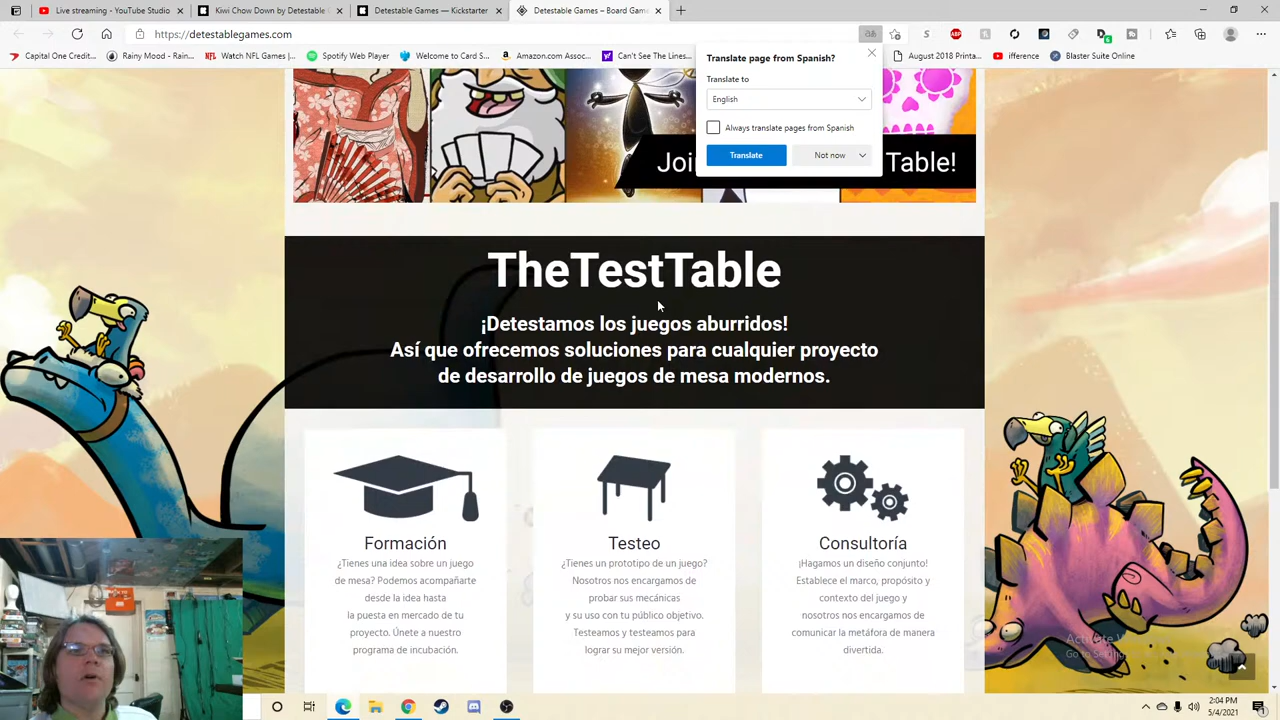 Live streaming - YouTube Studio
Kiwi Chow Down by Detestable G
Detestable Games — Kickstarter
Detestable Games – Board Game
https://detestablegames.com
Capital One Credit...
Rainy Mood - Rain...
Watch NFL Games |...
Spotify Web Player
Welcome to Card S...
Amazon.com Assoc...
Can't See The Lines...
August 2018 Printa...
ifference
Blaster Suite Online
Translate page from Spanish?
Translate to
English
Always translate pages from Spanish
Translate
Not now
Table!
TheTestTable
¡Detestamos los juegos aburridos!
Así que ofrecemos soluciones para cualquier proyecto
de desarrollo de juegos de mesa modernos.
Formación
¿Tienes una idea sobre un juego
de mesa? Podemos acompañarte
desde la idea hasta
la puesta en mercado de tu
proyecto. Únete a nuestro
programa de incubación.
Testeo
¿Tienes un prototipo de un juego?
Nosotros nos encargamos de
probar sus mecánicas
y su uso con tu público objetivo.
Testeamos y testeamos para
lograr su mejor versión.
Consultoría
¡Hagamos un diseño conjunto!
Establece el marco, propósito y
contexto del juego y
nosotros nos encargamos de
comunicar la metáfora de manera
divertida.
Activate W
Go to Se
2:04 PM
5/4/2021